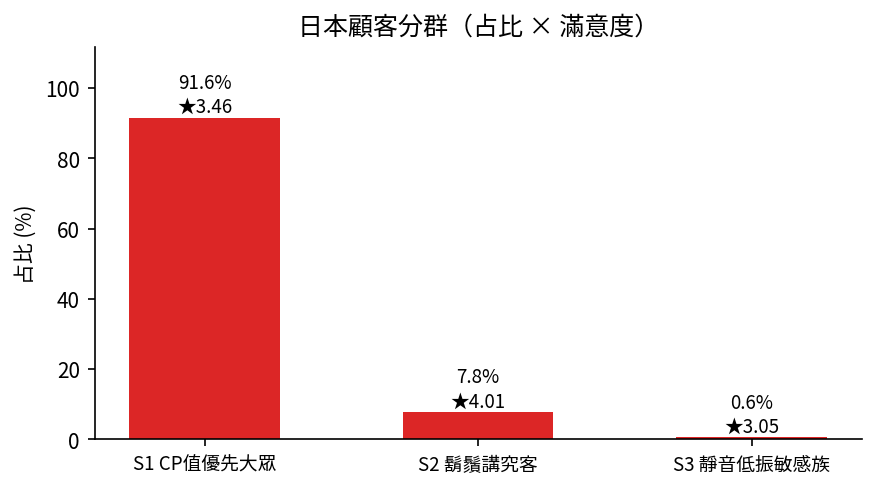 日本顧客分群（占比 × 滿意度）
占比 (%)
100
80
60
40
20
0
91.6%
★3.46
7.8%
★4.01
0.6%
★3.05
S1 CP值優先大眾
S2 鬍鬚講究客
S3 靜音低振敏感族